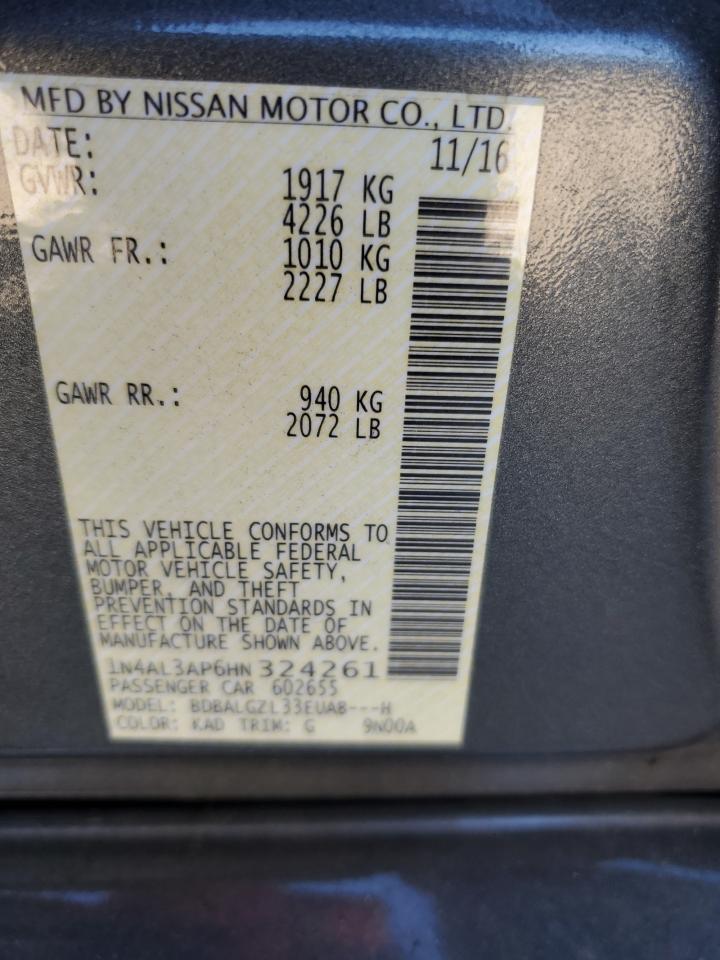 MFD BY NISSAN MOTOR CO., LTD.
DATE: 11/16
GVWR: 1917 KG
4226 LB
GAWR FR.: 1010 KG
2227 LB
GAWR RR.: 940 KG
2072 LB
THIS VEHICLE CONFORMS TO
ALL APPLICABLE FEDERAL
MOTOR VEHICLE SAFETY,
BUMPER, AND THEFT
PREVENTION STANDARDS IN
EFFECT ON THE DATE OF
MANUFACTURE SHOWN ABOVE.
1N4AL3AP6HN 324261
PASSENGER CAR 602655
MODEL: BDBALGZL33EUAB---H
COLOR: KAD TRIM: G 9N00A